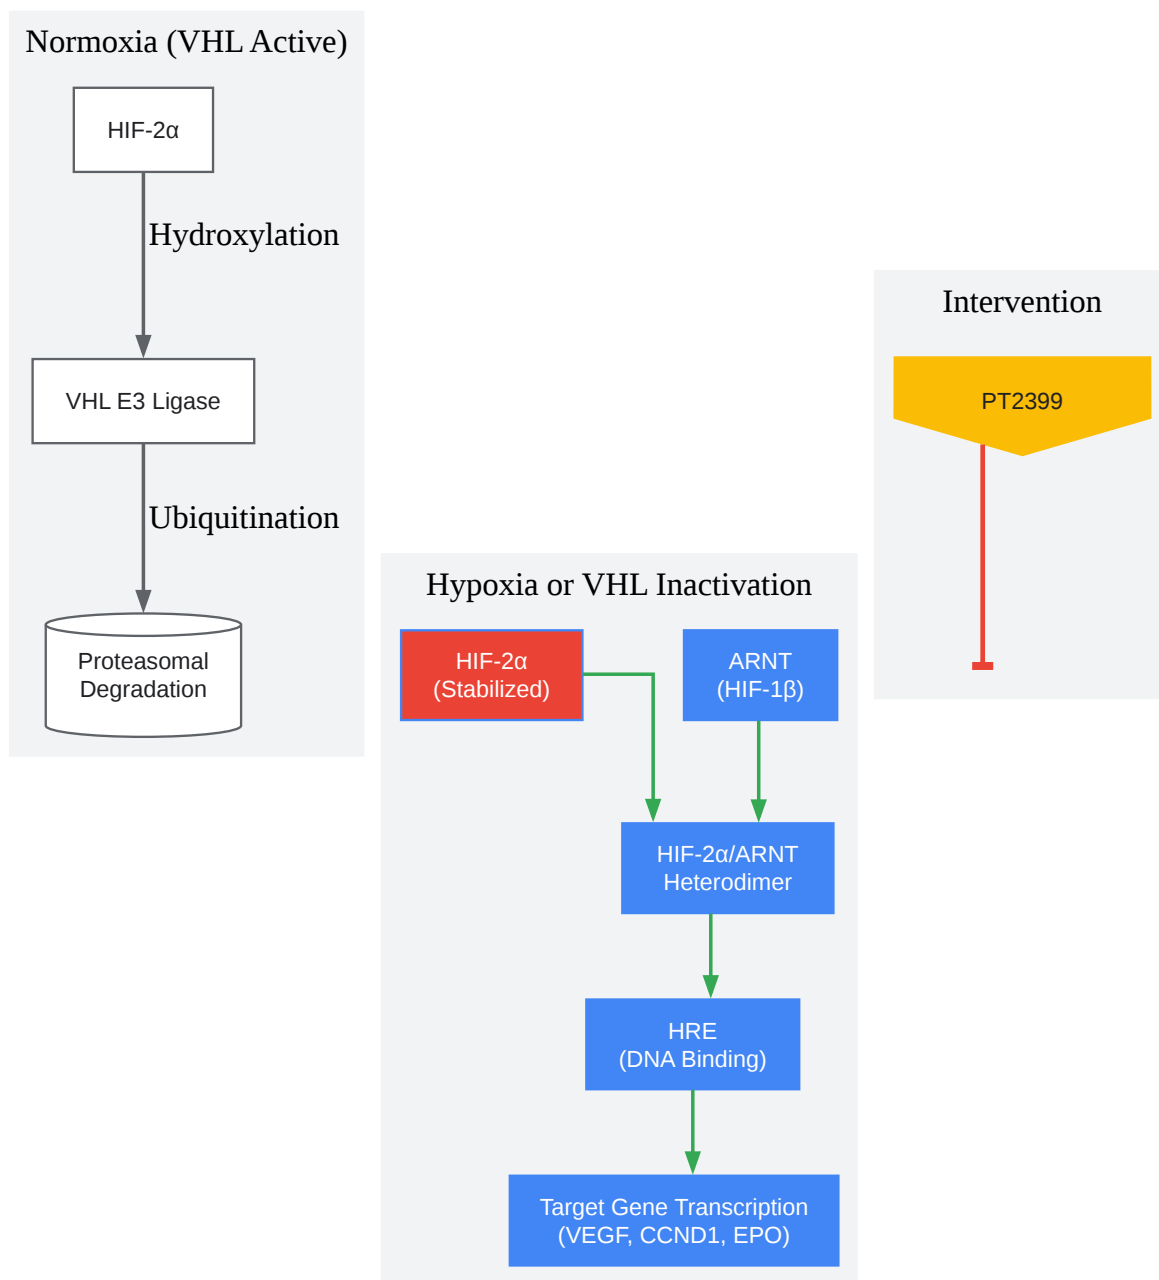 Normoxia (VHL Active)
HIF-2α
Hydroxylation
VHL E3 Ligase
Ubiquitination
Proteasomal
Degradation
Hypoxia or VHL Inactivation
HIF-2α
(Stabilized)
ARNT
(HIF-1β)
HIF-2α/ARNT
Heterodimer
HRE
(DNA Binding)
Target Gene Transcription
(VEGF, CCND1, EPO)
Intervention
PT2399